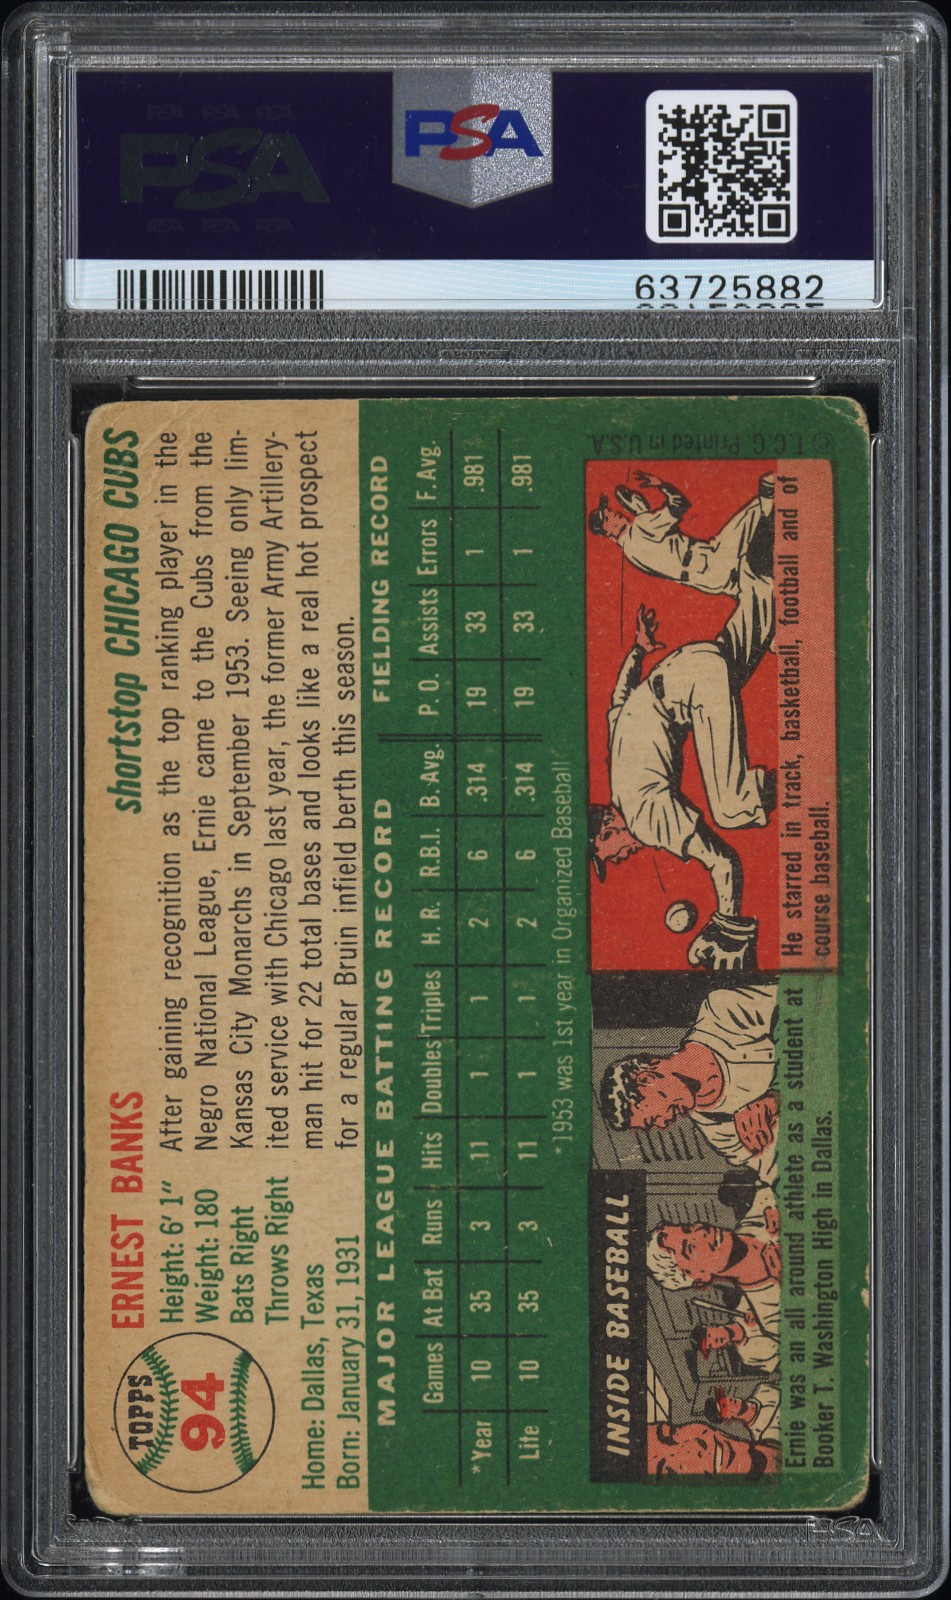 PSA PSA PSA
PSA
PSA PSA PSA
PSA
63725882
TOPPS
94
ERNEST BANKS
shortstop CHICAGO CUBS
Height: 6' 1"
Weight: 180
Bats Right
Throws Right
Home: Dallas, Texas
Born: January 31, 1931
After gaining recognition as the top ranking player in the
Negro National League, Ernie came to the Cubs from the
Kansas City Monarchs in September 1953. Seeing only lim-
ited service with Chicago last year, the former Army Artillery-
man hit for 22 total bases and looks like a real hot prospect
for a regular Bruin infield berth this season.
MAJOR LEAGUE BATTING RECORD FIELDING RECORD
Games At Bat Runs Hits Doubles Triples H. R. R.B.I. B. Avg. P. O. Assists Errors F. Avg.
*Year 10 35 3 11 1 1 2 6 .314 19 33 1 .981
Life 10 35 3 11 1 1 2 6 .314 19 33 1 .981
*1953 was 1st year in Organized Baseball
INSIDE BASEBALL
Ernie was an all around athlete as a student at
Booker T. Washington High in Dallas.
He starred in track, basketball, football and of
course baseball.
© T.C.G. Printed in U.S.A.
PSA